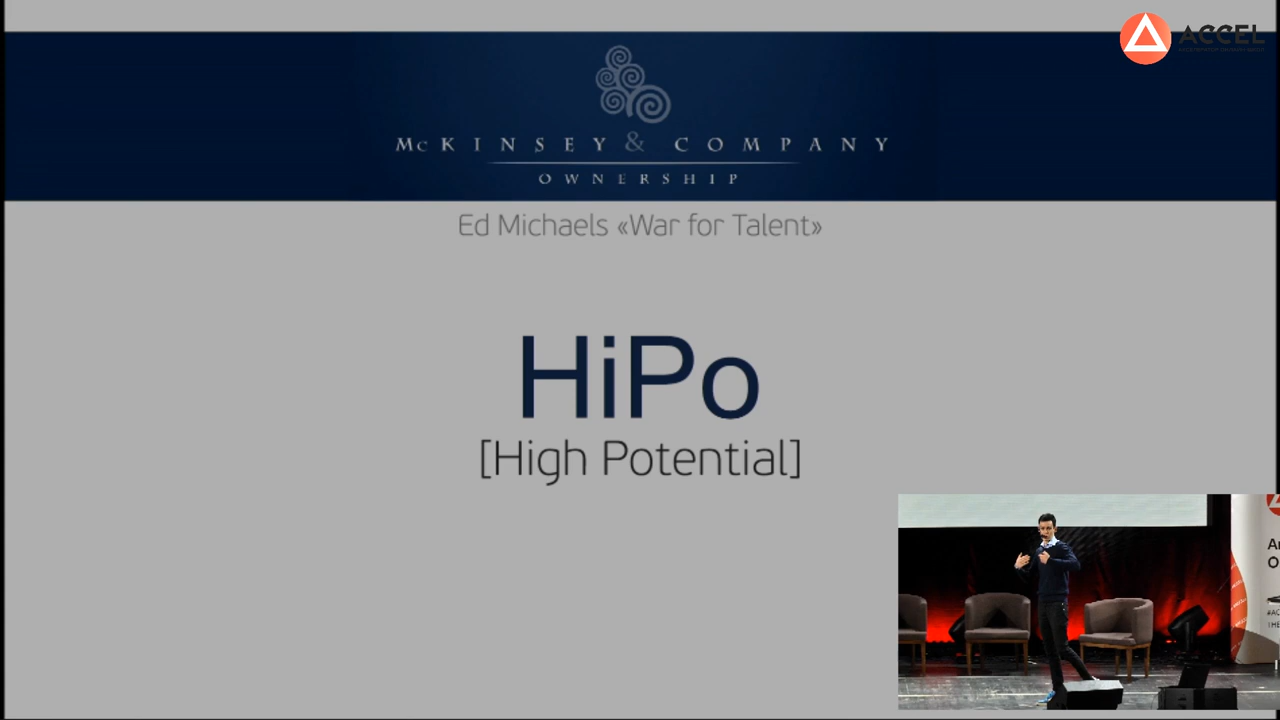 ACCEL
McKINSEY & COMPANY
OWNERSHIP
Ed Michaels «War for Talent»
HiPo
[High Potential]